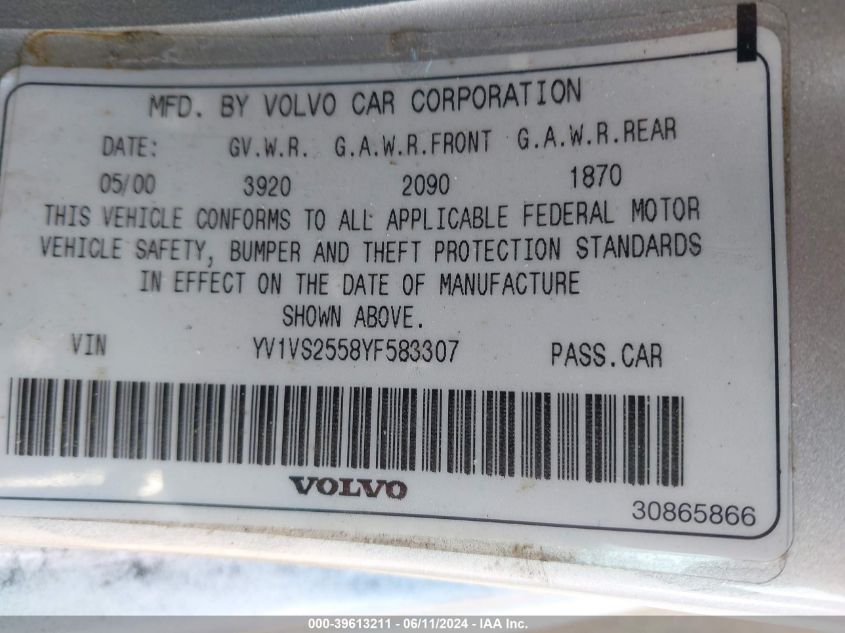 MFD. BY VOLVO CAR CORPORATION
DATE: GV.W.R. G.A.W.R.FRONT G.A.W.R.REAR
05/00 3920 2090 1870
THIS VEHICLE CONFORMS TO ALL APPLICABLE FEDERAL MOTOR
VEHICLE SAFETY, BUMPER AND THEFT PROTECTION STANDARDS
IN EFFECT ON THE DATE OF MANUFACTURE
SHOWN ABOVE.
VIN YV1VS2558YF583307 PASS.CAR
VOLVO
30865866
000-39613211 - 06/11/2024 - IAA Inc.